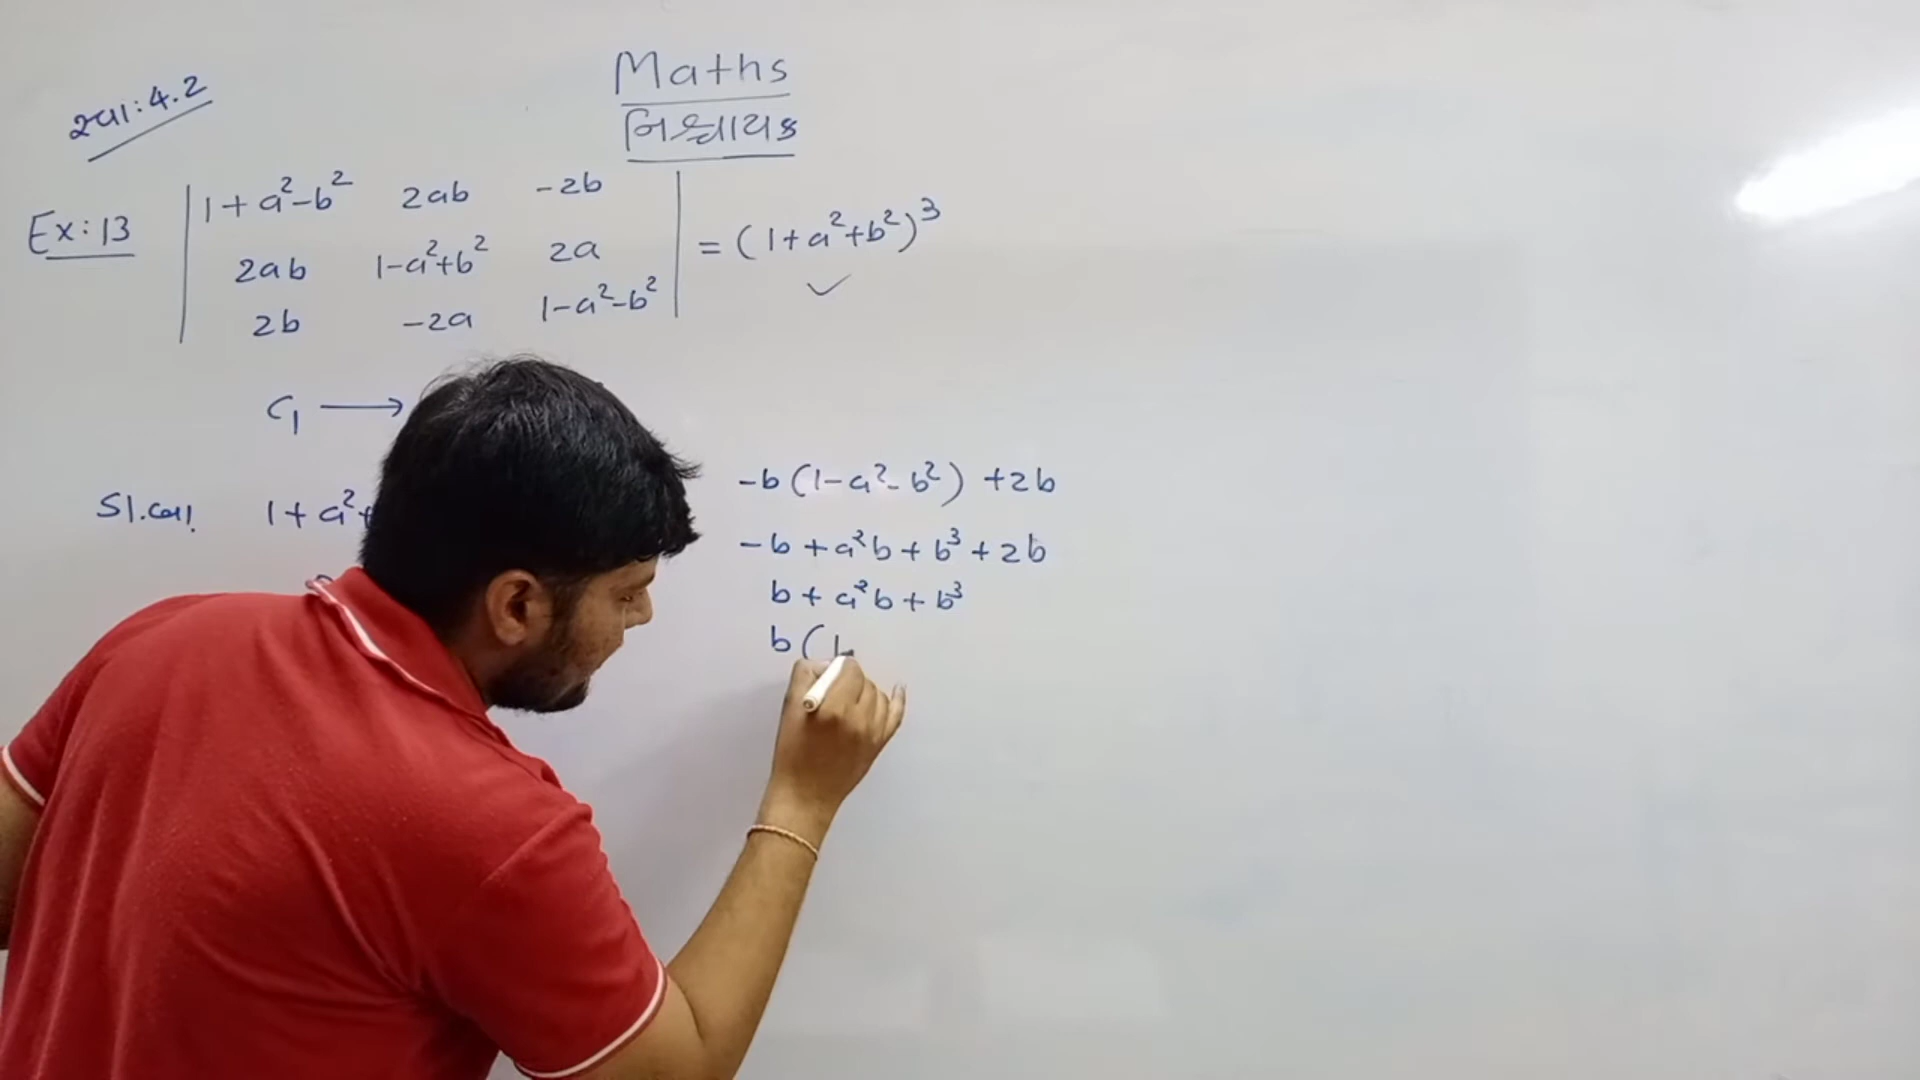 સ્વા: 4.2
Maths
નિશ્ચાયક
Ex: 13
1+a²-b² 2ab -2b
2ab 1-a²+b² 2a
2b -2a 1-a²-b²
= (1+a²+b²)³
C₁ ⟶
-b(1-a²-b²) +2b
1+a²+
-b+a²b+b³+2b
b+a²b+b³
b(1